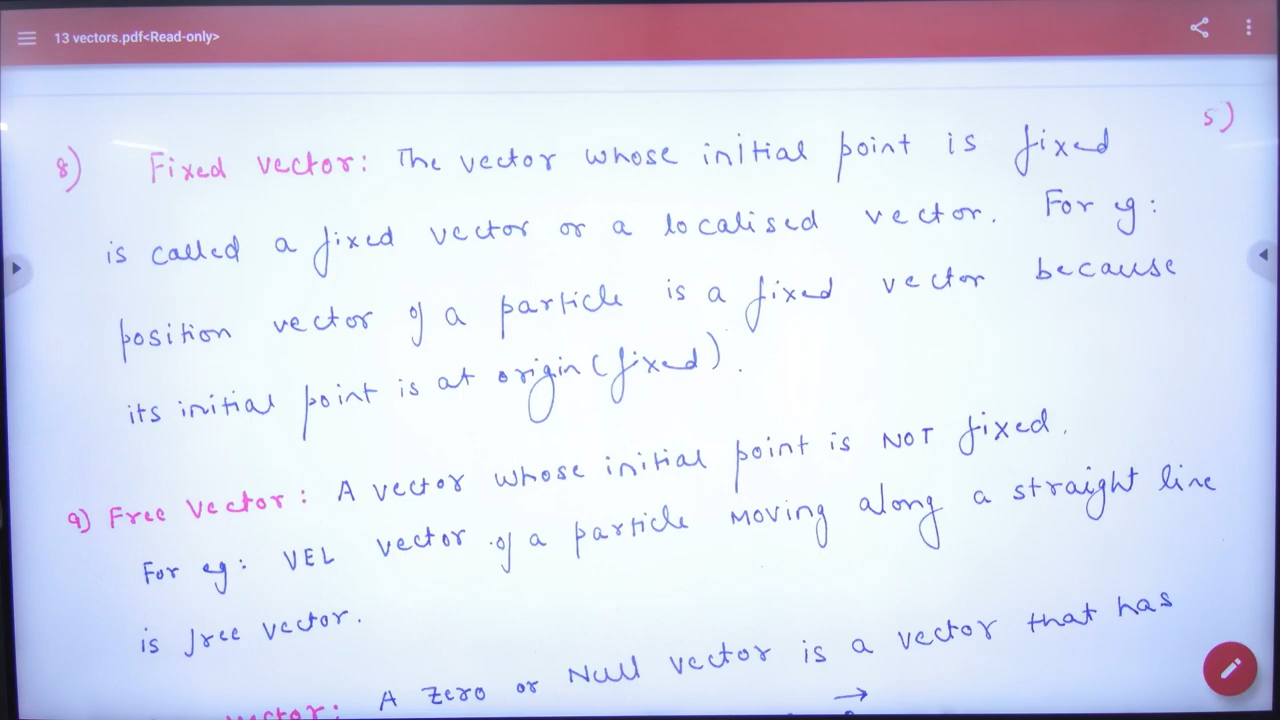 13 vectors.pdf<Read-only>
5)
8) Fixed vector: The vector whose initial point is fixed
is called a fixed vector or a localised vector. For eg:
position vector of a particle is a fixed vector because
its initial point is at origin (fixed).
9) Free Vector: A vector whose initial point is NOT fixed.
For eg: VEL vector of a particle moving along a straight line
is free vector.
vector: A Zero or Null vector is a vector that has